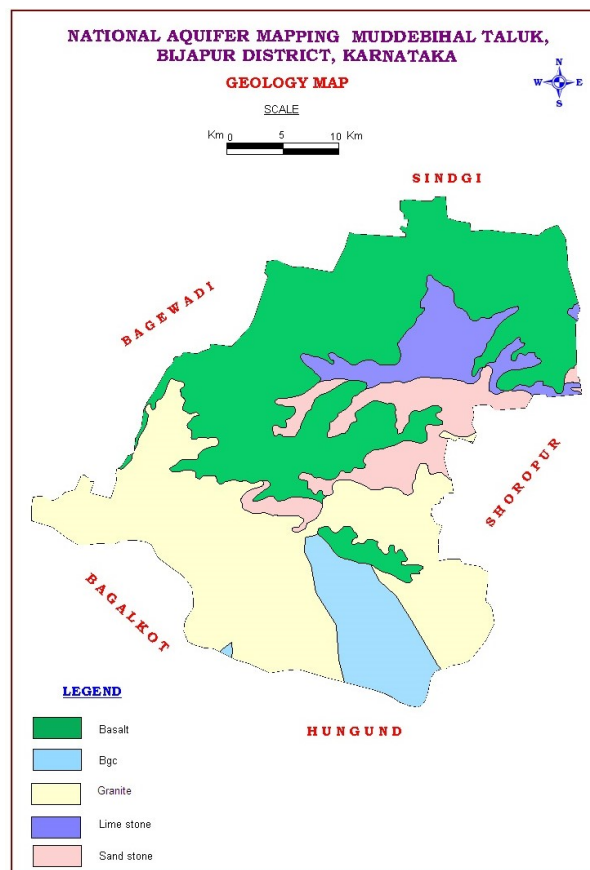 NATIONAL AQUIFER MAPPING MUDDEBIHAL TALUK,
BIJAPUR DISTRICT, KARNATAKA
GEOLOGY MAP
N
W E
S
SCALE
Km 0 5 10 Km
SINDGI
BAGEWADI
SHOROPUR
BAGALKOT
HUNGUND
LEGEND
Basalt
Bgc
Granite
Lime stone
Sand stone